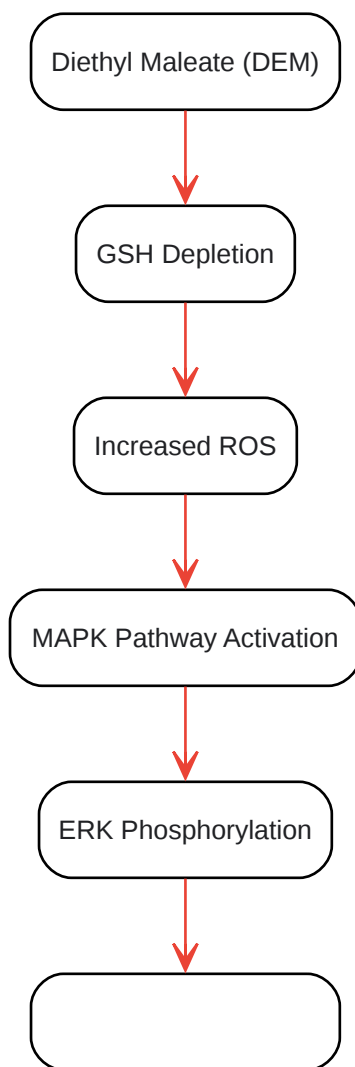 Diethyl Maleate (DEM)
GSH Depletion
Increased ROS
MAPK Pathway Activation
ERK Phosphorylation